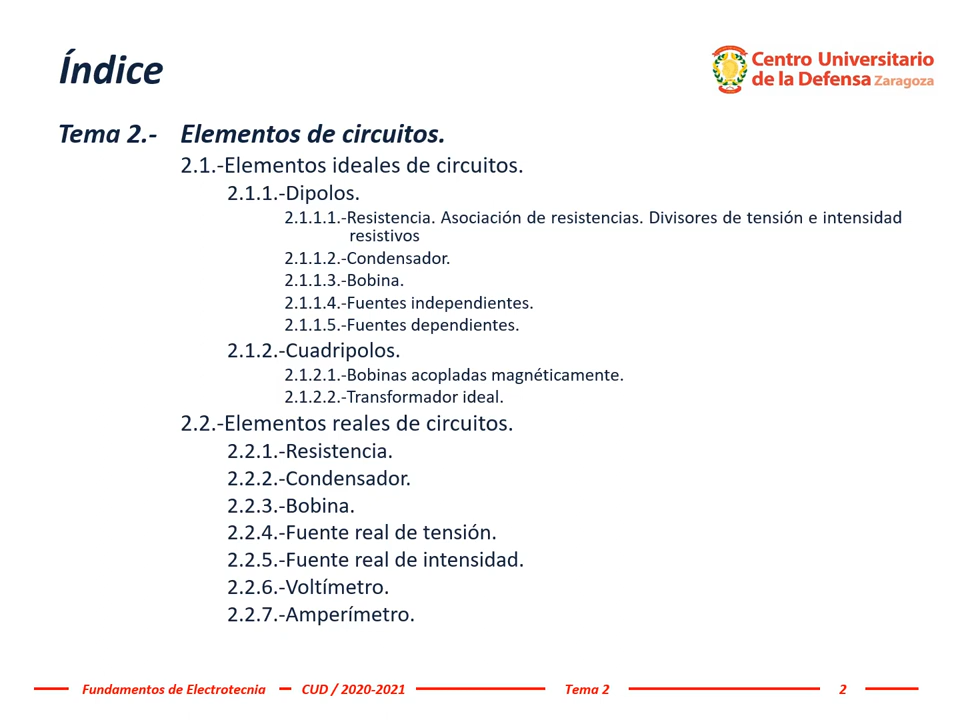 Índice
Centro Universitario
de la Defensa Zaragoza
Tema 2.- Elementos de circuitos.
2.1.-Elementos ideales de circuitos.
2.1.1.-Dipolos.
2.1.1.1.-Resistencia. Asociación de resistencias. Divisores de tensión e intensidad
resistivos
2.1.1.2.-Condensador.
2.1.1.3.-Bobina.
2.1.1.4.-Fuentes independientes.
2.1.1.5.-Fuentes dependientes.
2.1.2.-Cuadripolos.
2.1.2.1.-Bobinas acopladas magnéticamente.
2.1.2.2.-Transformador ideal.
2.2.-Elementos reales de circuitos.
2.2.1.-Resistencia.
2.2.2.-Condensador.
2.2.3.-Bobina.
2.2.4.-Fuente real de tensión.
2.2.5.-Fuente real de intensidad.
2.2.6.-Voltímetro.
2.2.7.-Amperímetro.
Fundamentos de Electrotecnia — CUD / 2020-2021 Tema 2 2